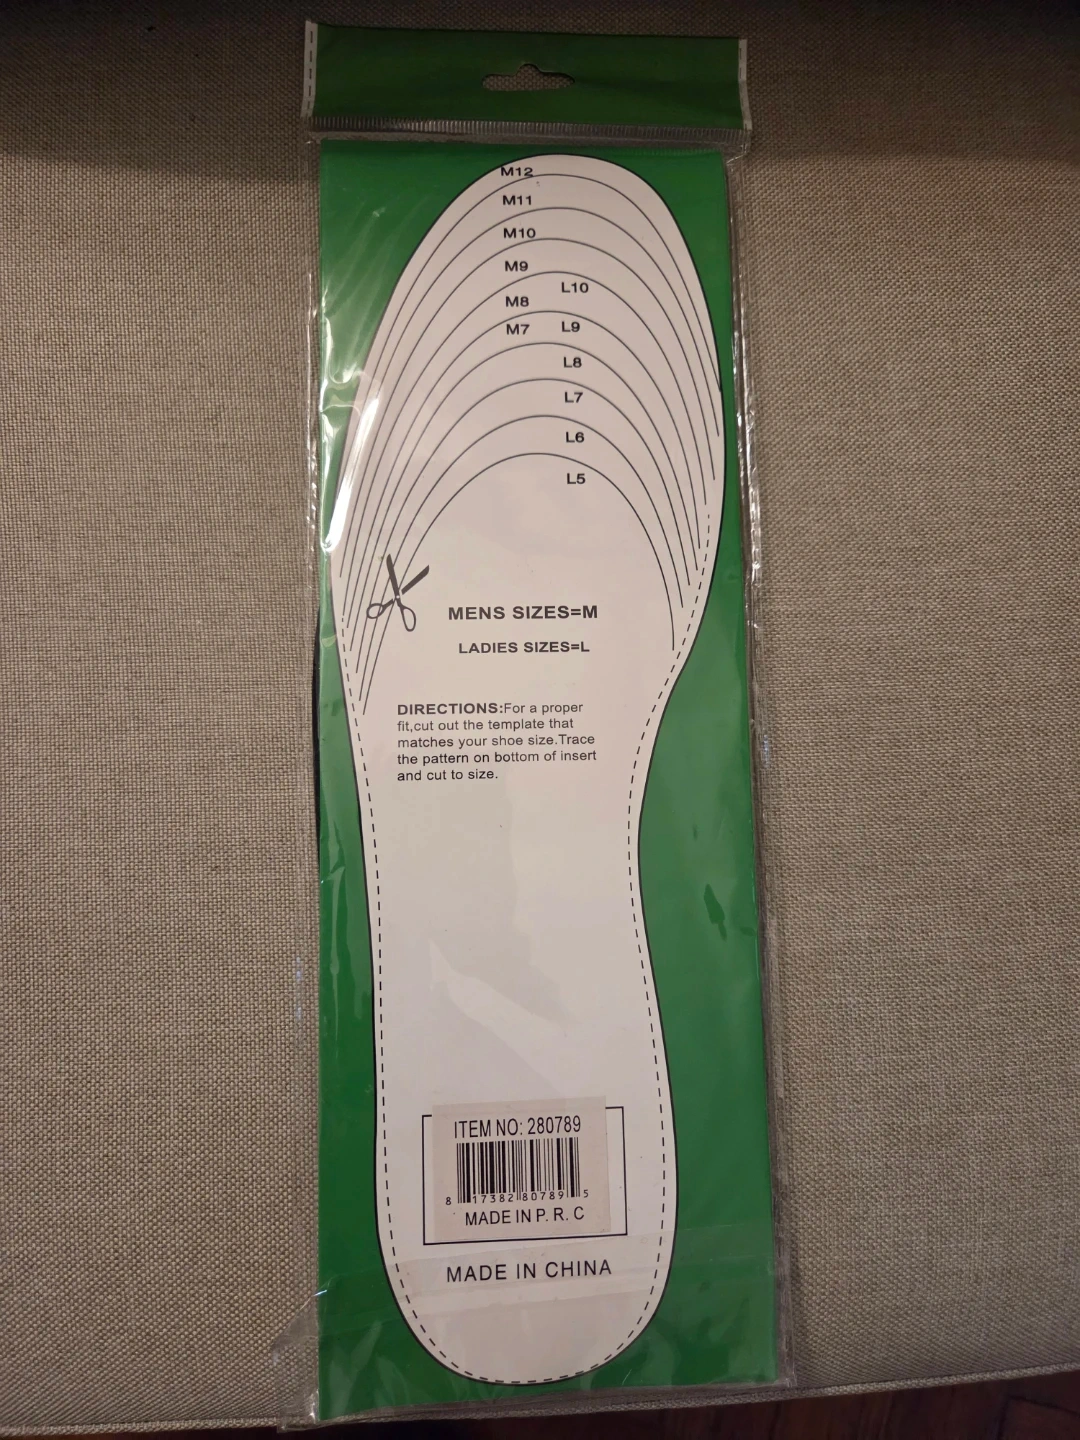 M12
M11
M10
M9
L10
M8
M7 L9
L8
L7
L6
L5
MENS SIZES=M
LADIES SIZES=L
DIRECTIONS:For a proper
fit,cut out the template that
matches your shoe size.Trace
the pattern on bottom of insert
and cut to size.
ITEM NO: 280789
8 17382 80789 5
MADE IN P. R. C
MADE IN CHINA